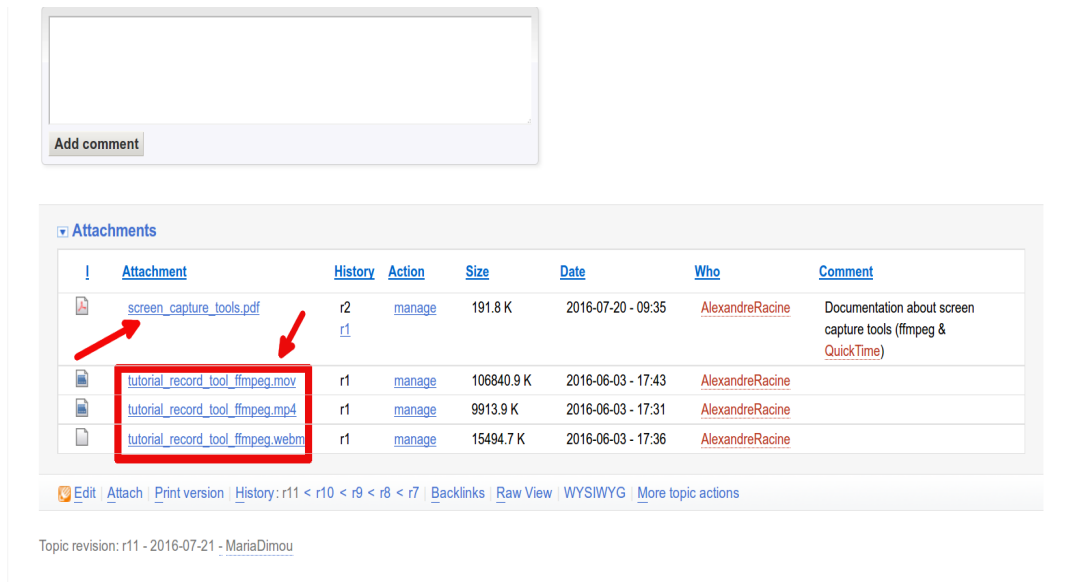 Add comment
Attachments
I Attachment History Action Size Date Who Comment
screen_capture_tools.pdf r2 manage 191.8 K 2016-07-20 - 09:35 AlexandreRacine Documentation about screen
r1 capture tools (ffmpeg &
QuickTime)
tutorial_record_tool_ffmpeg.mov r1 manage 106840.9 K 2016-06-03 - 17:43 AlexandreRacine
tutorial_record_tool_ffmpeg.mp4 r1 manage 9913.9 K 2016-06-03 - 17:31 AlexandreRacine
tutorial_record_tool_ffmpeg.webm r1 manage 15494.7 K 2016-06-03 - 17:36 AlexandreRacine
Edit | Attach | Print version | History: r11 < r10 < r9 < r8 < r7 | Backlinks | Raw View | WYSIWYG | More topic actions
Topic revision: r11 - 2016-07-21 - MariaDimou